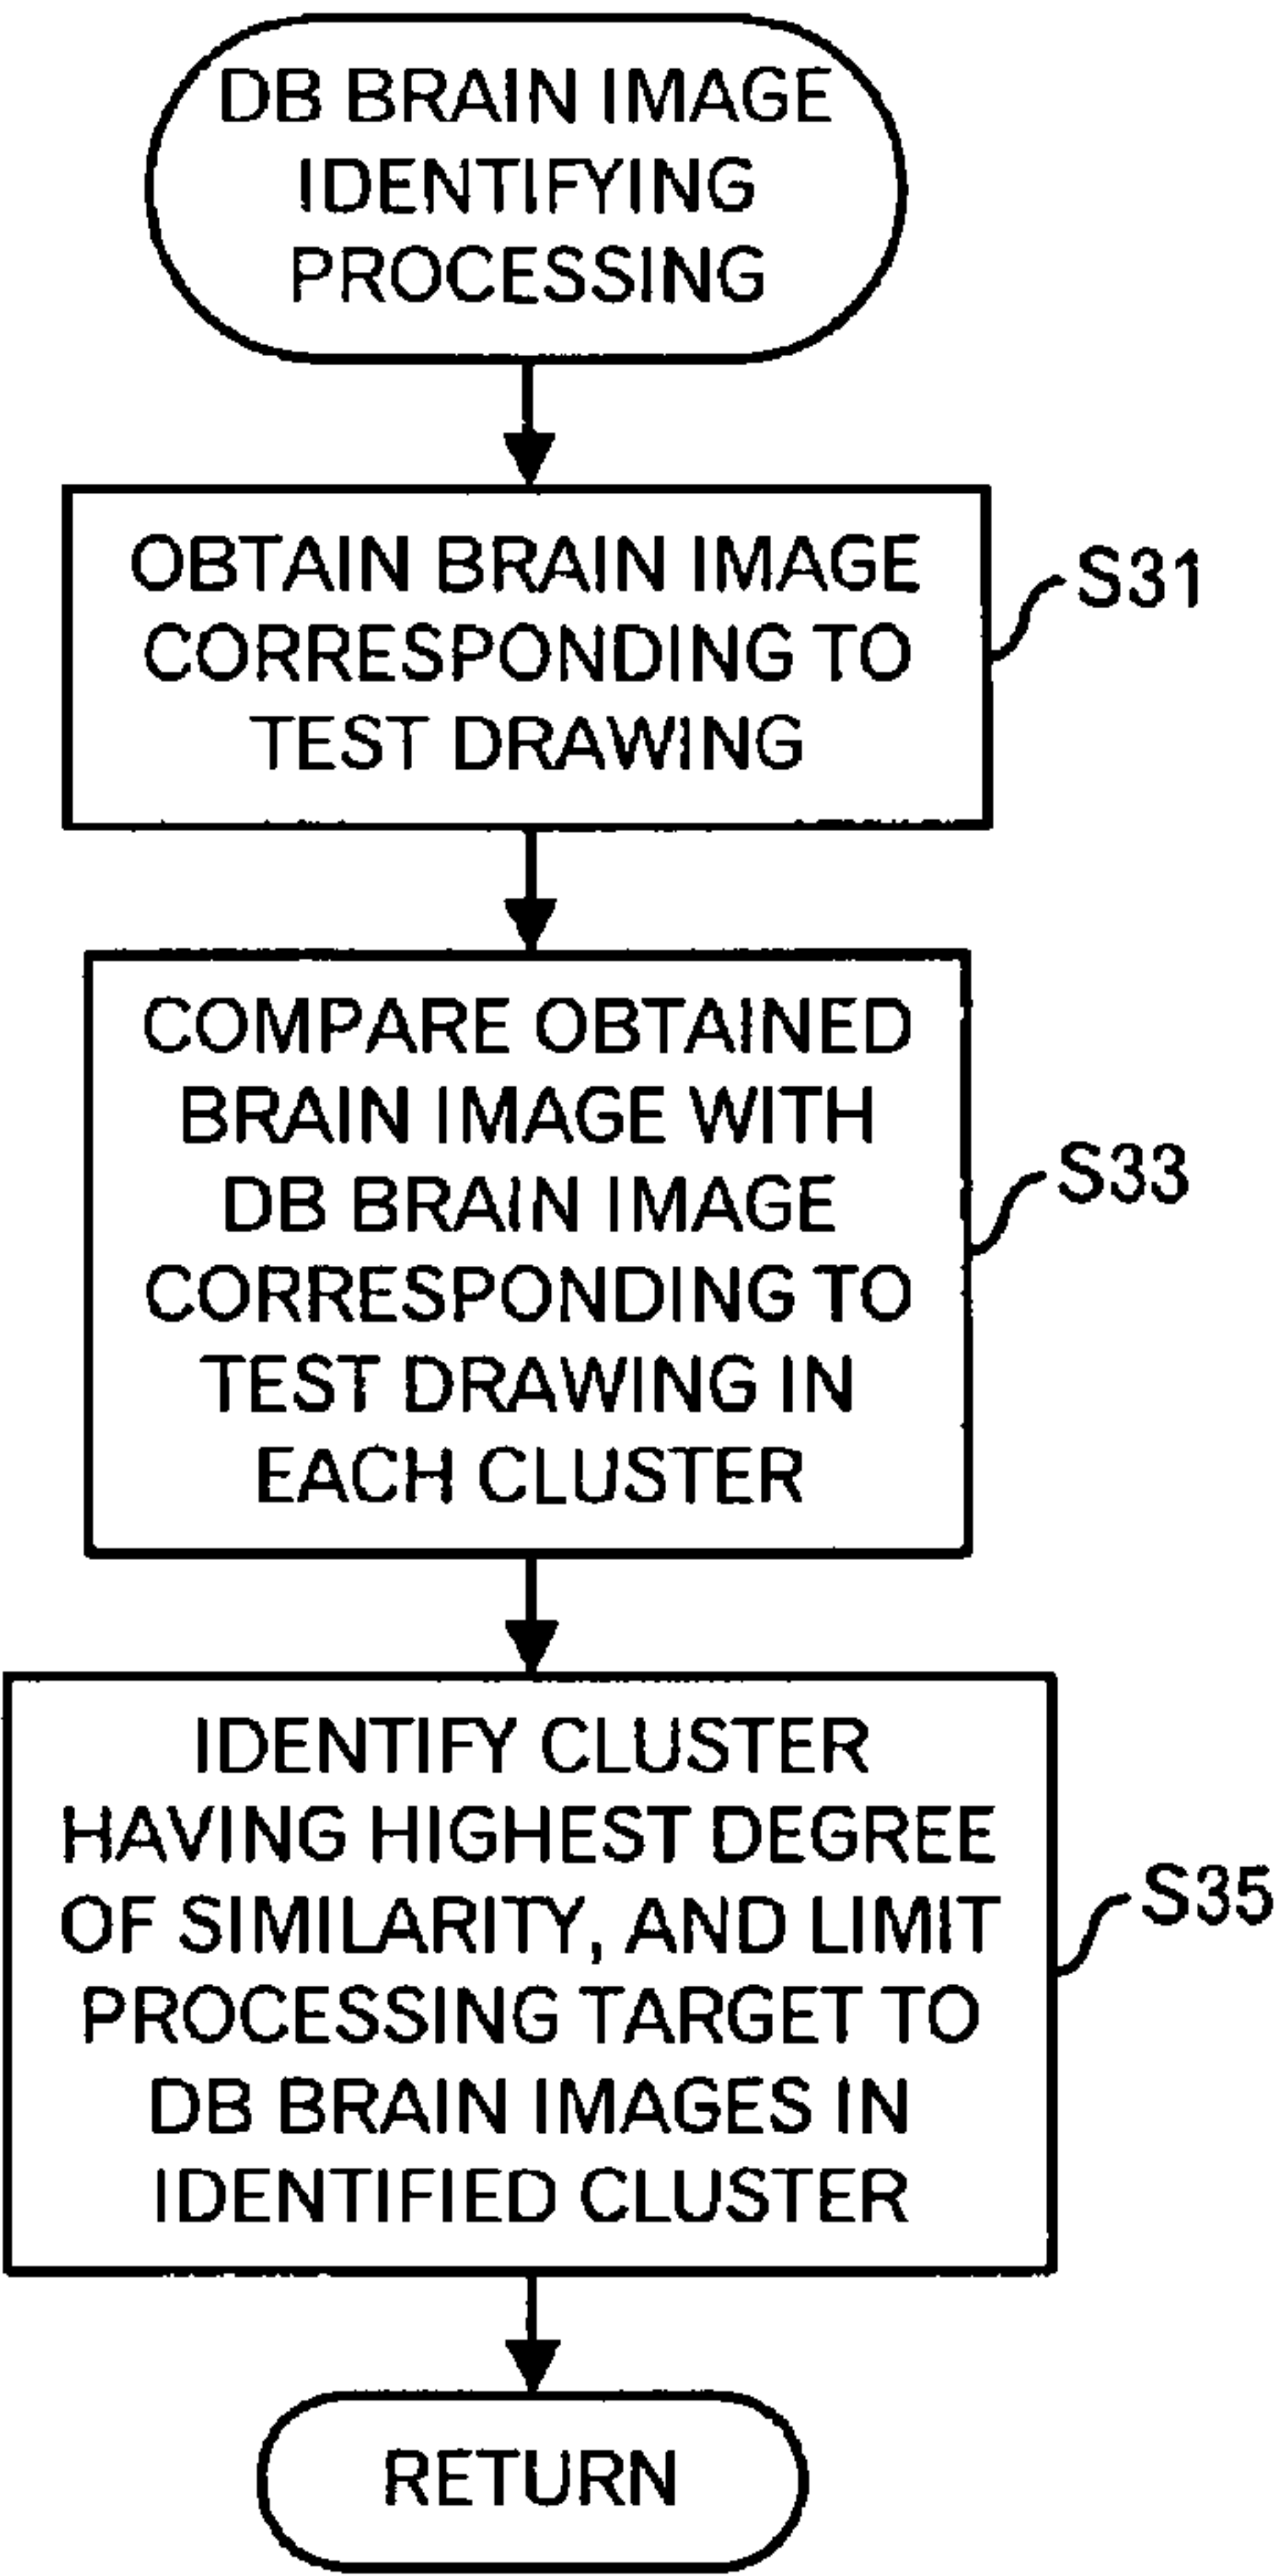 DB BRAIN IMAGE
IDENTIFYING
PROCESSING
OBTAIN BRAIN IMAGE
CORRESPONDING TO
TEST DRAWING
S31
COMPARE OBTAINED
BRAIN IMAGE WITH
DB BRAIN IMAGE
CORRESPONDING TO
TEST DRAWING IN
EACH CLUSTER
S33
IDENTIFY CLUSTER
HAVING HIGHEST DEGREE
OF SIMILARITY, AND LIMIT
PROCESSING TARGET TO
DB BRAIN IMAGES IN
IDENTIFIED CLUSTER
S35
RETURN